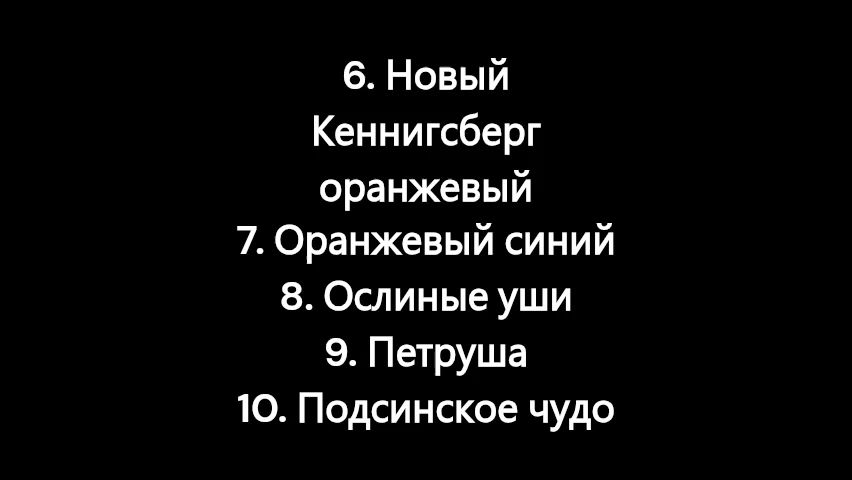 6. Новый
Кеннигсберг
оранжевый
7. Оранжевый синий
8. Ослиные уши
9. Петруша
10. Подсинское чудо